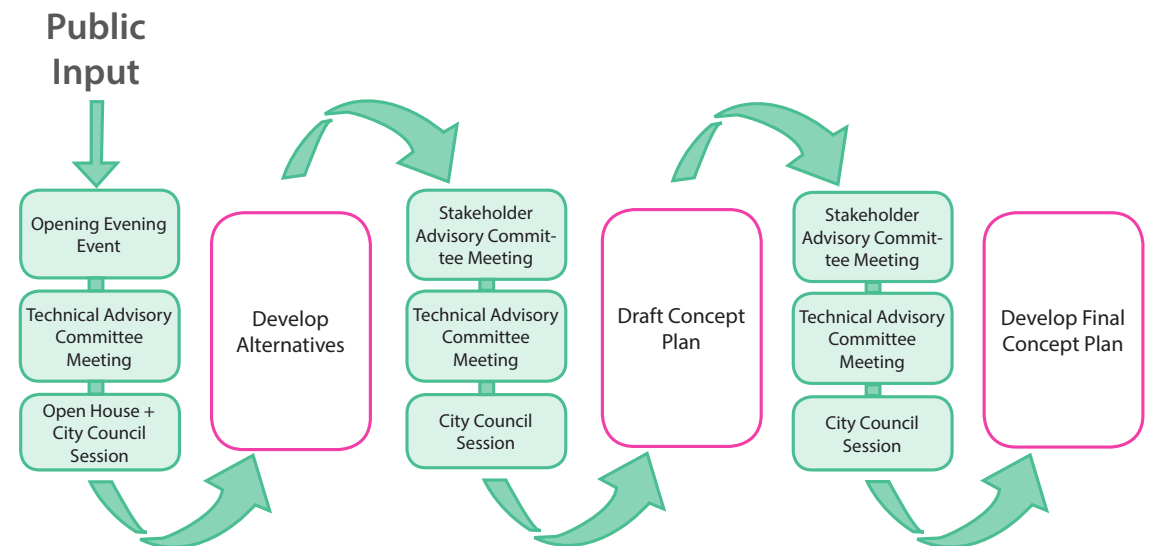 Public
Input
Opening Evening
Event
Technical Advisory
Committee
Meeting
Open House +
City Council
Session
Develop
Alternatives
Stakeholder
Advisory Commit-
tee Meeting
Technical Advisory
Committee
Meeting
City Council
Session
Draft Concept
Plan
Stakeholder
Advisory Commit-
tee Meeting
Technical Advisory
Committee
Meeting
City Council
Session
Develop Final
Concept Plan